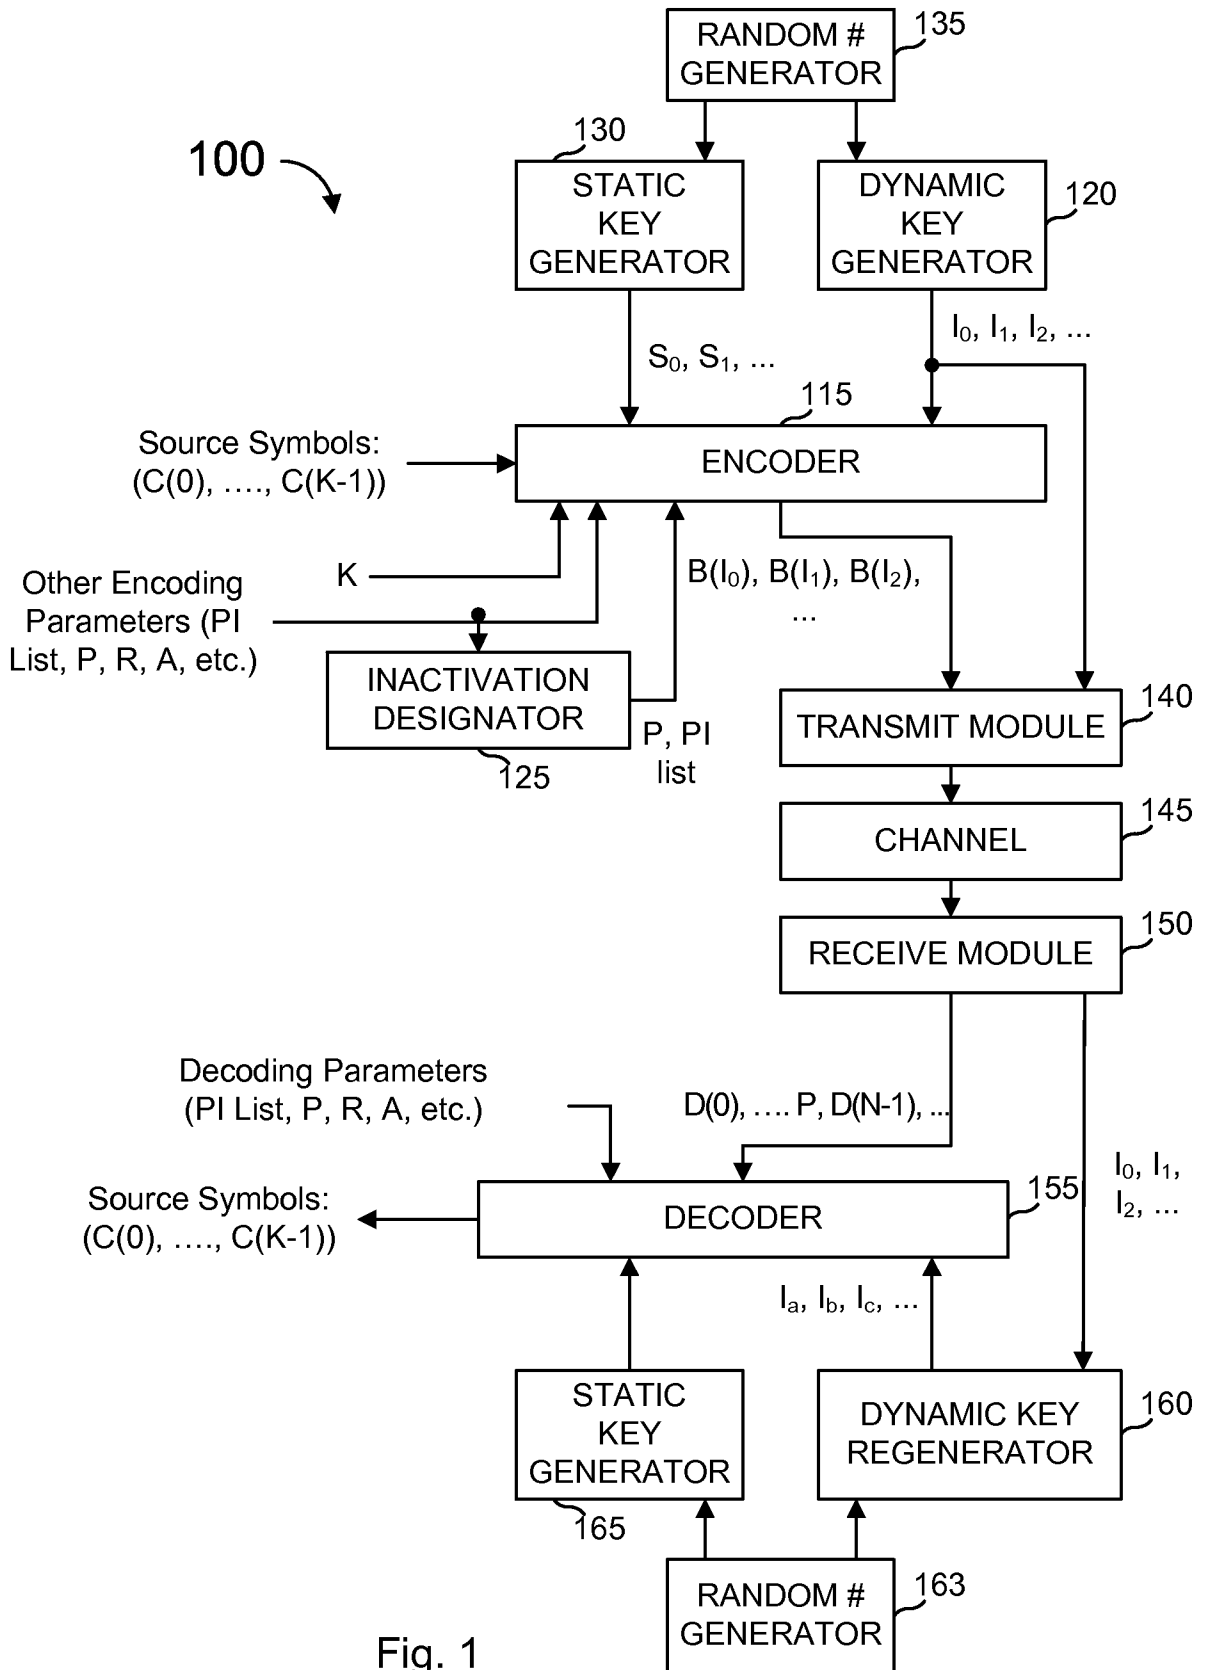 RANDOM #
GENERATOR
135
130
100
STATIC
KEY
GENERATOR
DYNAMIC
KEY
GENERATOR
120
I₀, I₁, I₂, ...
S₀, S₁, ...
115
Source Symbols:
(C(0), ...., C(K-1))
ENCODER
K
B(I₀), B(I₁), B(I₂),
...
Other Encoding
Parameters (PI
List, P, R, A, etc.)
INACTIVATION
DESIGNATOR
125
P, PI
list
TRANSMIT MODULE
140
CHANNEL
145
RECEIVE MODULE
150
Decoding Parameters
(PI List, P, R, A, etc.)
D(0), .... P, D(N-1), ...
I₀, I₁,
I₂, ...
Source Symbols:
(C(0), ...., C(K-1))
DECODER
155
Iₐ, I_b, I_c, ...
STATIC
KEY
GENERATOR
165
DYNAMIC KEY
REGENERATOR
160
RANDOM #
GENERATOR
163
Fig. 1